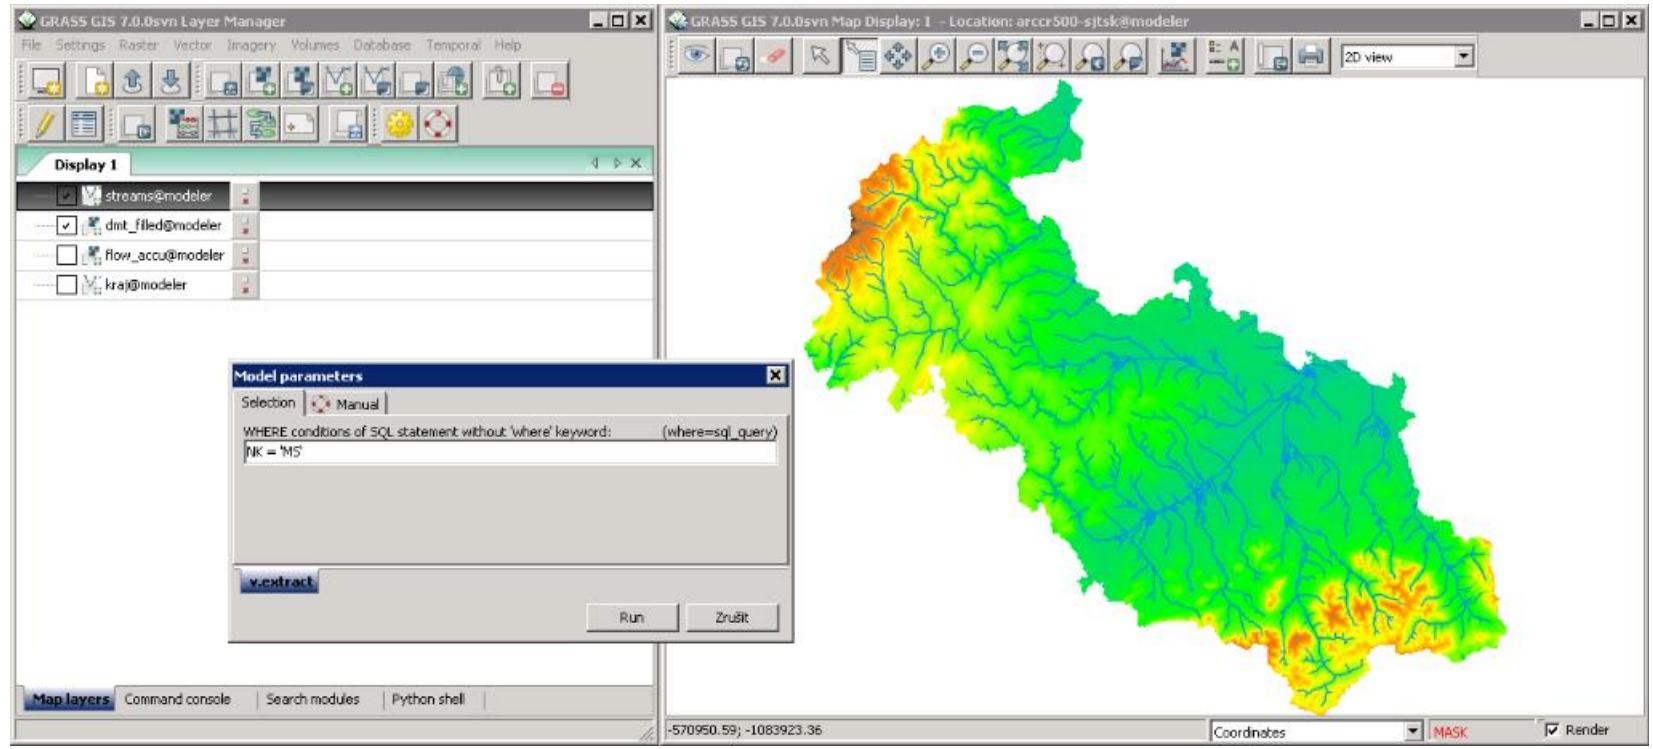 GRASS GIS 7.0.0svn Layer Manager
File Settings Raster Vector Imagery Volumes Database Temporal Help
Display 1
streams@modeler
dmt_filled@modeler
flow_accu@modeler
kraj@modeler
Model parameters
Selection Manual
WHERE conditions of SQL statement without 'where' keyword: (where=sql_query)
NK = 'MS'
v.extract
Run Zrušit
Map layers Command console Search modules Python shell
GRASS GIS 7.0.0svn Map Display: 1 - Location: arccr500-sjtsk@modeler
2D view
-570950.59; -1083923.36
Coordinates
MASK
Render